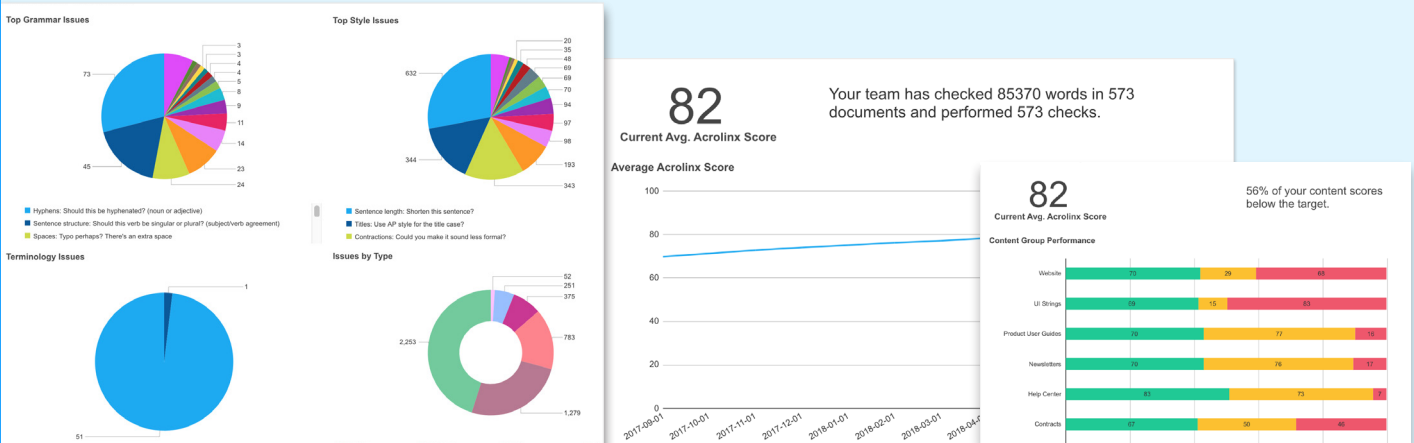 Top Grammar Issues
73
3
3
4
4
5
8
9
11
14
23
24
45
Hyphens: Should this be hyphenated? (noun or adjective)
Sentence structure: Should this verb be singular or plural? (subject/verb agreement)
Spaces: Typo perhaps? There's an extra space
Top Style Issues
632
20
35
48
69
69
70
94
97
98
193
343
344
Sentence length: Shorten this sentence?
Titles: Use AP style for the title case?
Contractions: Could you make it sound less formal?
Terminology Issues
1
51
Issues by Type
52
251
375
783
2,253
1,279
82
Current Avg. Acrolinx Score
Your team has checked 85370 words in 573
documents and performed 573 checks.
Average Acrolinx Score
100
80
60
40
20
0
2017-09-01
2017-10-01
2017-11-01
2017-12-01
2018-01-01
2018-02-01
2018-03-01
82
Current Avg. Acrolinx Score
56% of your content scores
below the target.
Content Group Performance
Website 70 29 68
UI Strings 69 15 83
Product User Guides 76 77
Newsletters 76 17
Help Center 83 73 7
Contracts 67 50 46